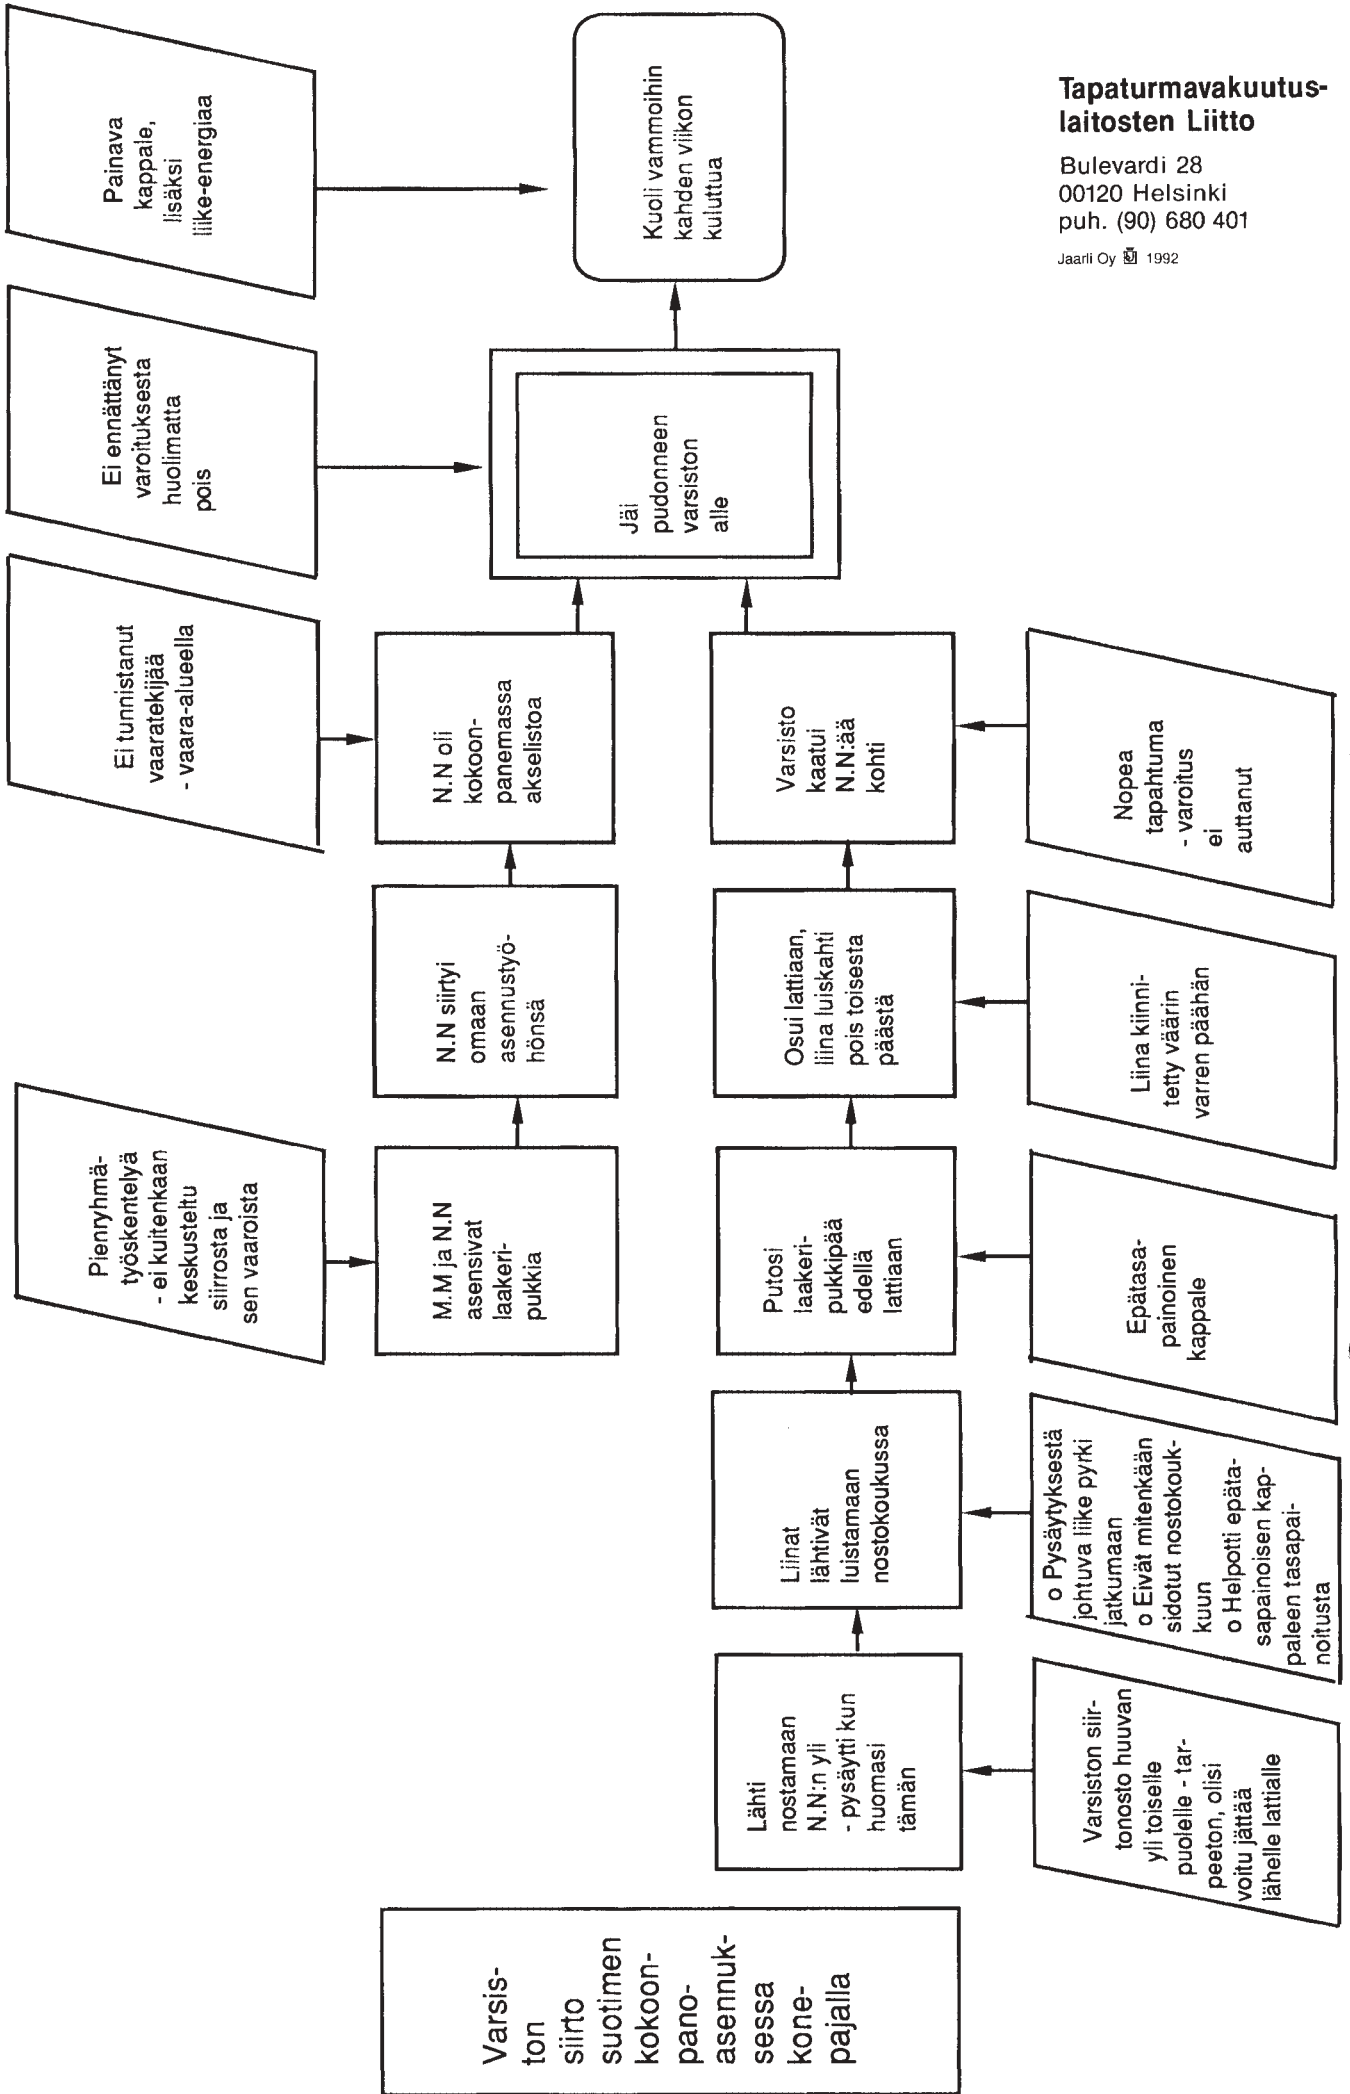 Varsis-
ton
siirto
suotimen
kokoon-
pano-
asennuk-
sessa
kone-
pajalla
Pienryhmä-
työskentelyä
- ei kuitenkaan
keskusteltu
siirrosta ja
sen vaaroista
Ei tunnistanut
vaaratekijää
- vaara-alueella
Ei ennättänyt
varoituksesta
huolimatta
pois
Painava
kappale,
lisäksi
liike-energiaa
M.M ja N.N
asensivat
laakeri-
pukkia
N.N siirtyi
omaan
asennustyö-
hönsä
N.N oli
kokoon-
panemassa
akselistoa
Jäi
pudonneen
varsiston
alle
Kuoli vammoihin
kahden viikon
kuluttua
Lähti
nostamaan
N.N:n yli
- pysäytti kun
huomasi
tämän
Liinat
lähtivät
luistamaan
nostokoukussa
Putosi
laakeri-
pukkipää
edellä
lattiaan
Osui lattiaan,
liina luiskahti
pois toisesta
päästä
Varsisto
kaatui
N.N:ää
kohti
Varsiston siir-
tonosto huuvan
yli toiselle
puolelle - tar-
peeton, olisi
voitu jättää
lähelle lattialle
o Pysäytyksestä
johtuva liike pyrki
jatkumaan
o Eivät mitenkään
sidotut nostokouk-
kuun
o Helpotti epäta-
sapainoisen kap-
paleen tasapai-
noitusta
Epätasa-
painoinen
kappale
Liina kiinni-
tetty väärin
varren päähän
Nopea
tapahtuma
- varoitus
ei
auttanut
Tapaturmavakuutus-
laitosten Liitto
Bulevardi 28
00120 Helsinki
puh. (90) 680 401
Jaarli Oy 1992